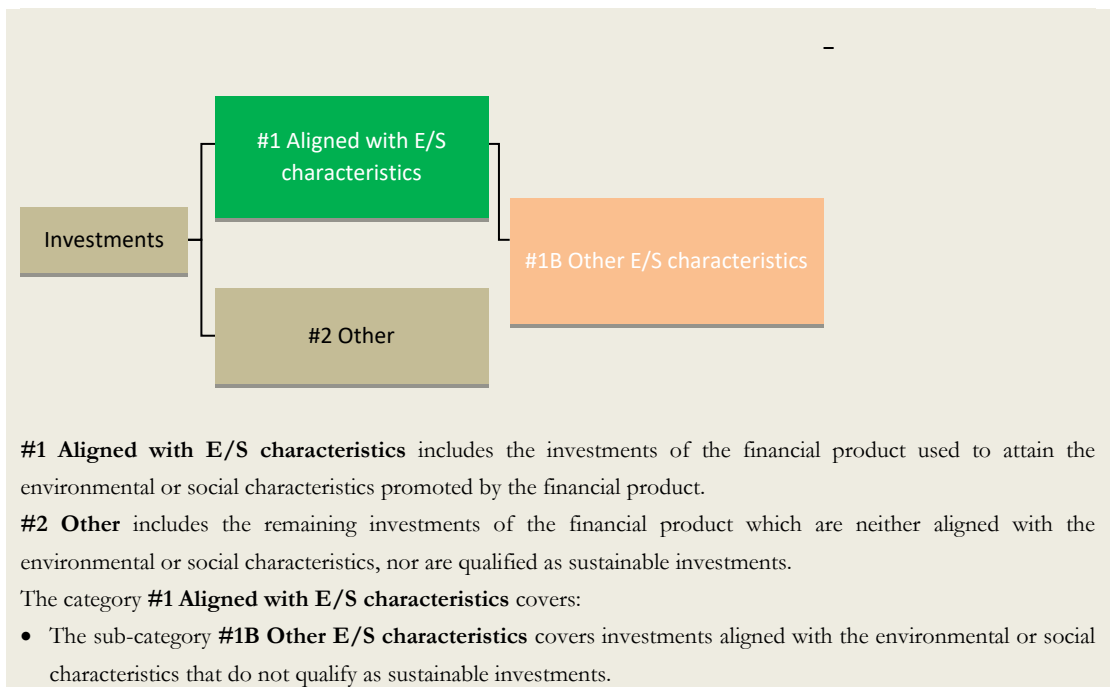 –
#1 Aligned with E/S
characteristics
Investments
#1B Other E/S characteristics
#2 Other
#1 Aligned with E/S characteristics includes the investments of the financial product used to attain the
environmental or social characteristics promoted by the financial product.
#2 Other includes the remaining investments of the financial product which are neither aligned with the
environmental or social characteristics, nor are qualified as sustainable investments.
The category #1 Aligned with E/S characteristics covers:
• The sub-category #1B Other E/S characteristics covers investments aligned with the environmental or social
characteristics that do not qualify as sustainable investments.